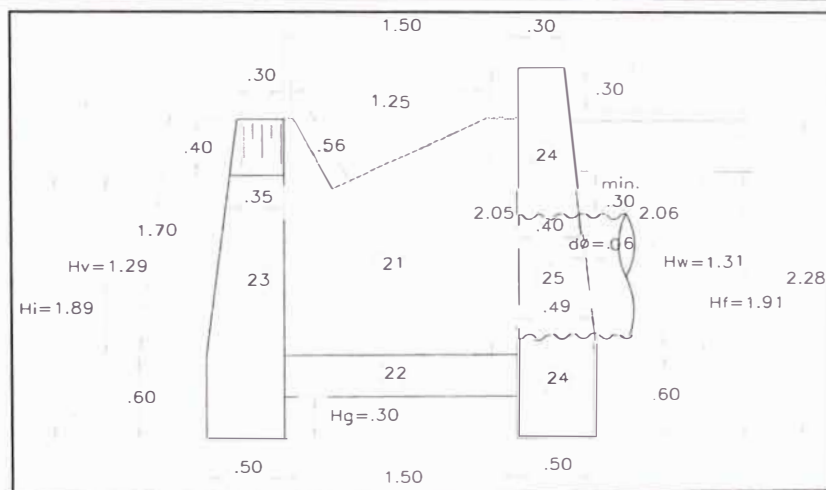 1.50 .30
.30 1.25 .30
.40 .56 24
.35 min.
.30
2.05 .40 2.06
1.70 dø=.06
Hv=1.29 23 21 25 Hw=1.31 2.28
Hi=1.89 .49 Hf=1.91
22 24
.60 Hg=.30 .60
.50 1.50 .50